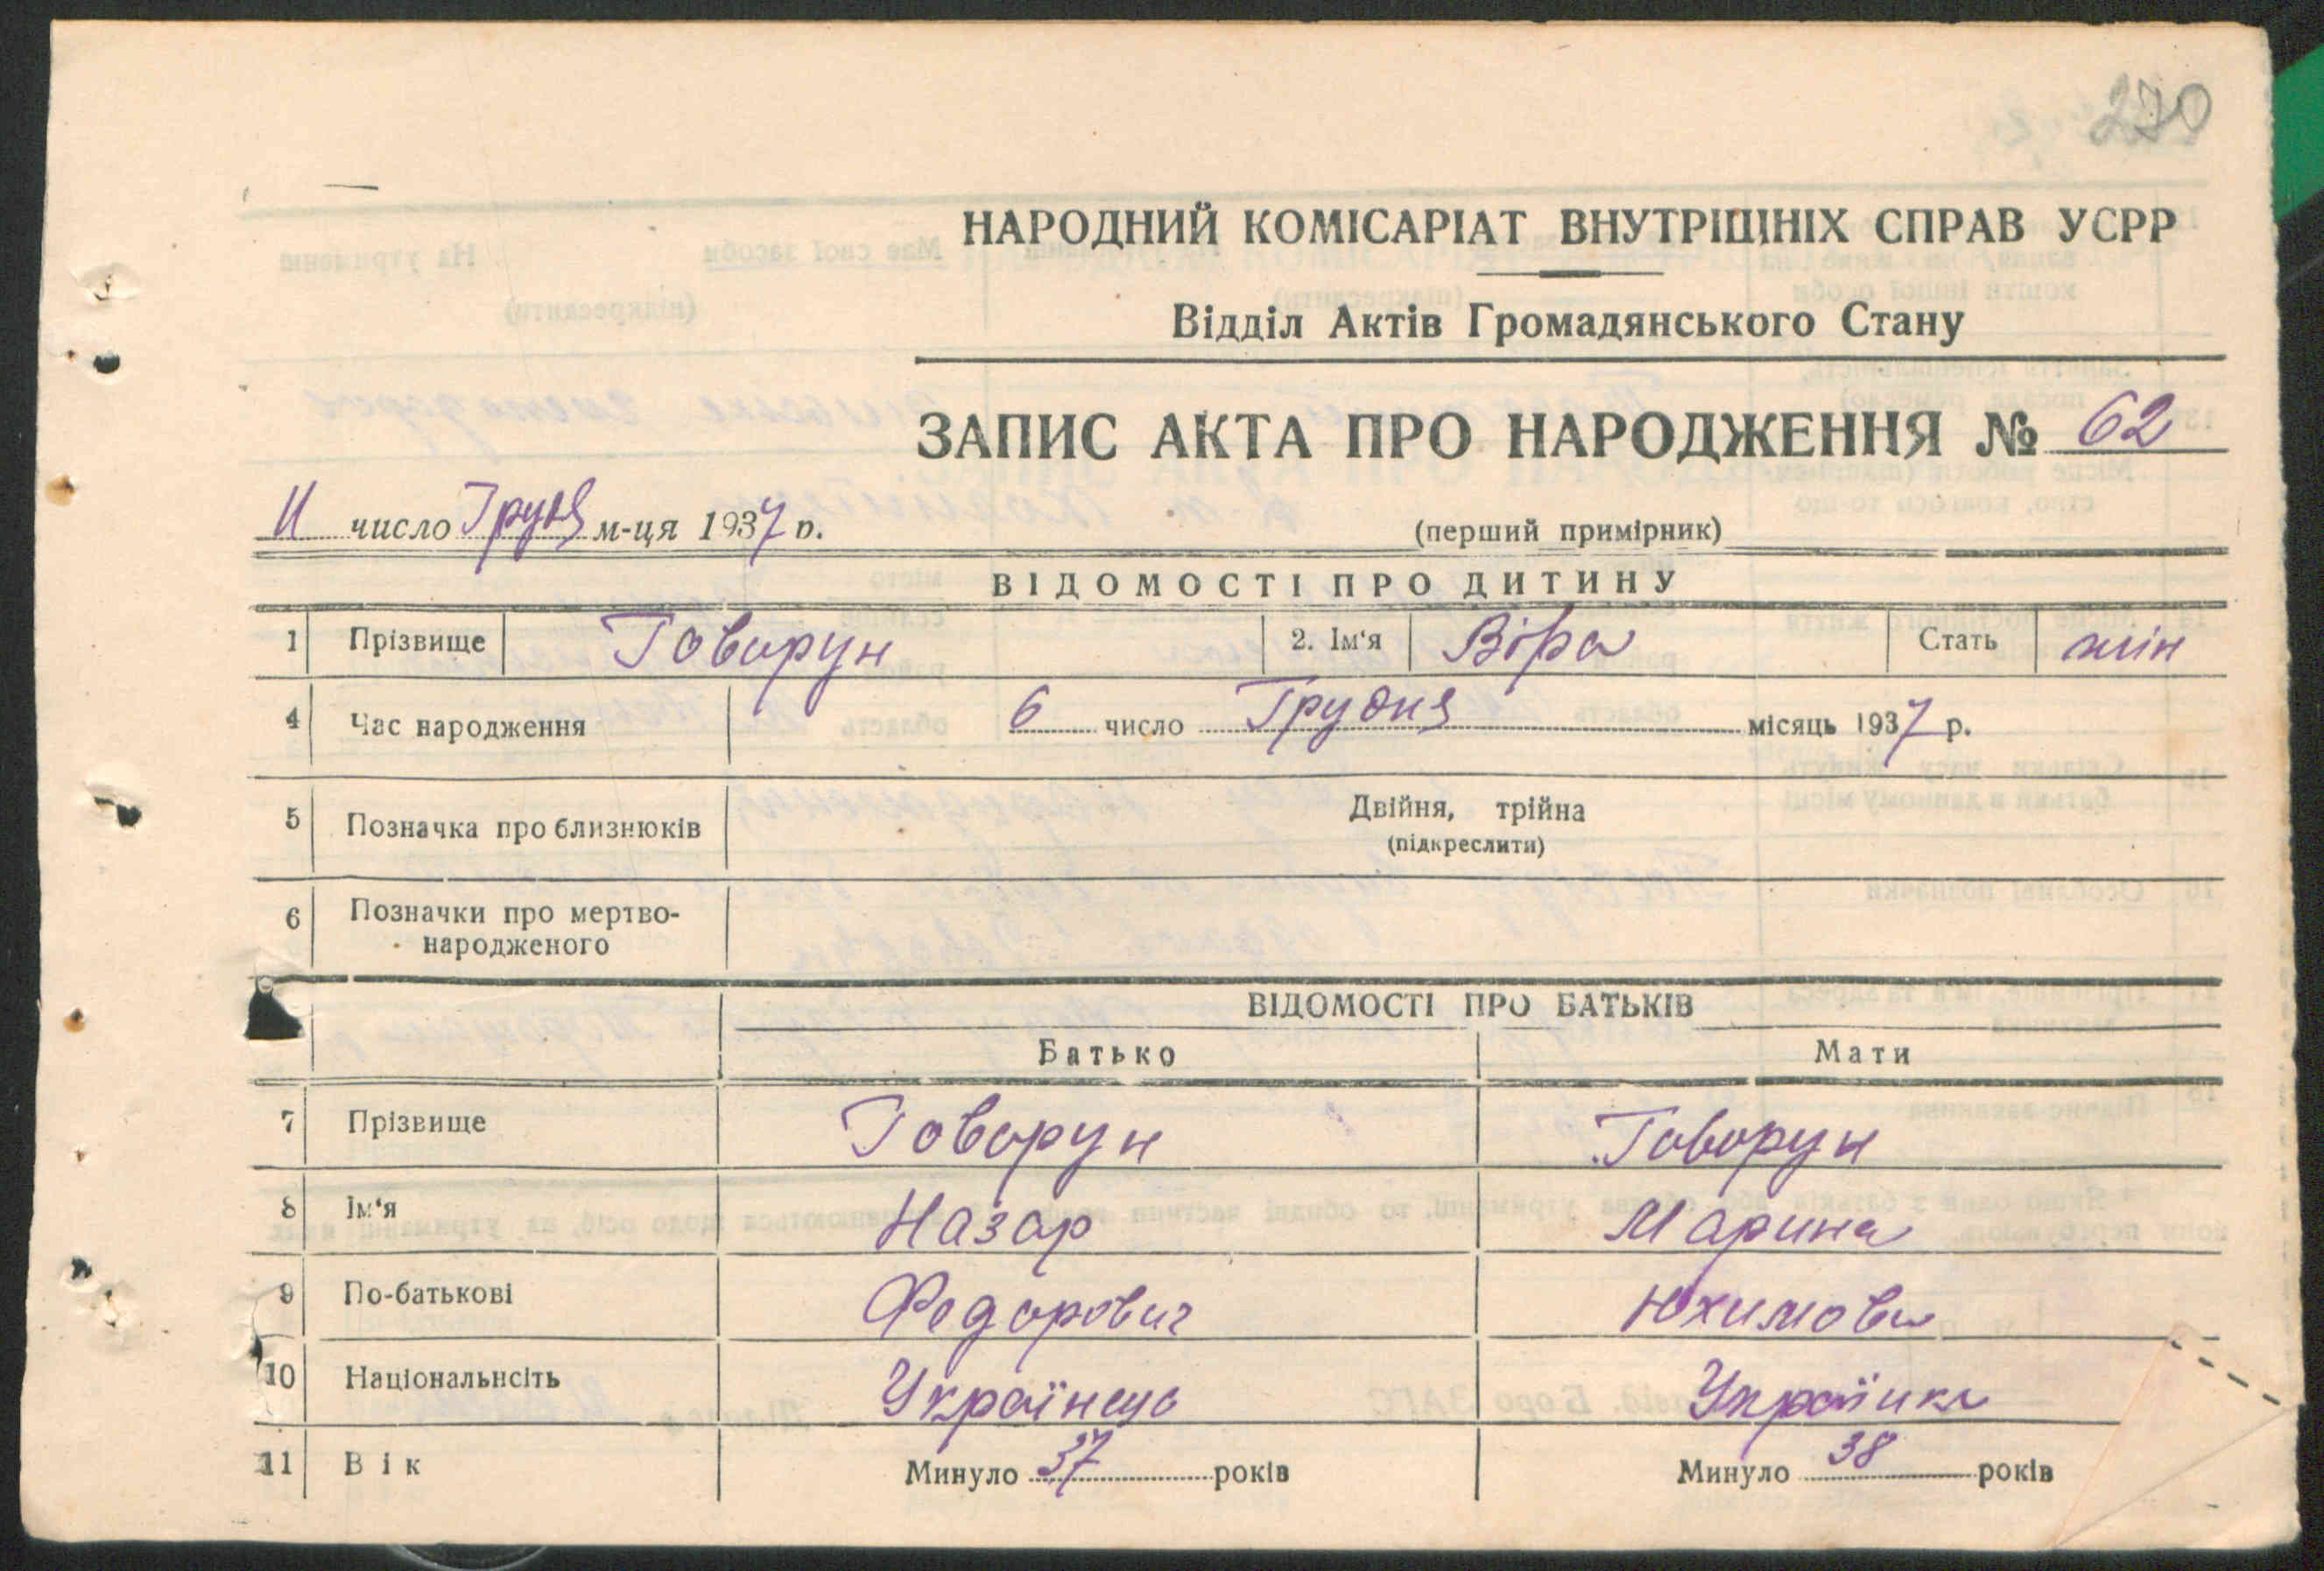 230
НАРОДНИЙ КОМІСАРІАТ ВНУТРІШНІХ СПРАВ УСРР
Відділ Актів Громадянського Стану
ЗАПИС АКТА ПРО НАРОДЖЕННЯ № 62
11 число Грудня м-ця 1937 р.
(перший примірник)
ВІДОМОСТІ ПРО ДИТИНУ
1 Прізвище Говорун 2. Ім'я Віра Стать жін
4 Час народження 6 число Грудня місяць 1937 р.
5 Позначка про близнюків Двійня, трійна
(підкреслити)
6 Позначки про мертво-
народженого
ВІДОМОСТІ ПРО БАТЬКІВ
Батько Мати
7 Прізвище Говорун Говорун
8 Ім'я Назар Марина
9 По-батькові Федорович Юхимовн
10 Національнсіть Українець Українка
11 Вік Минуло 37 років Минуло 38 років